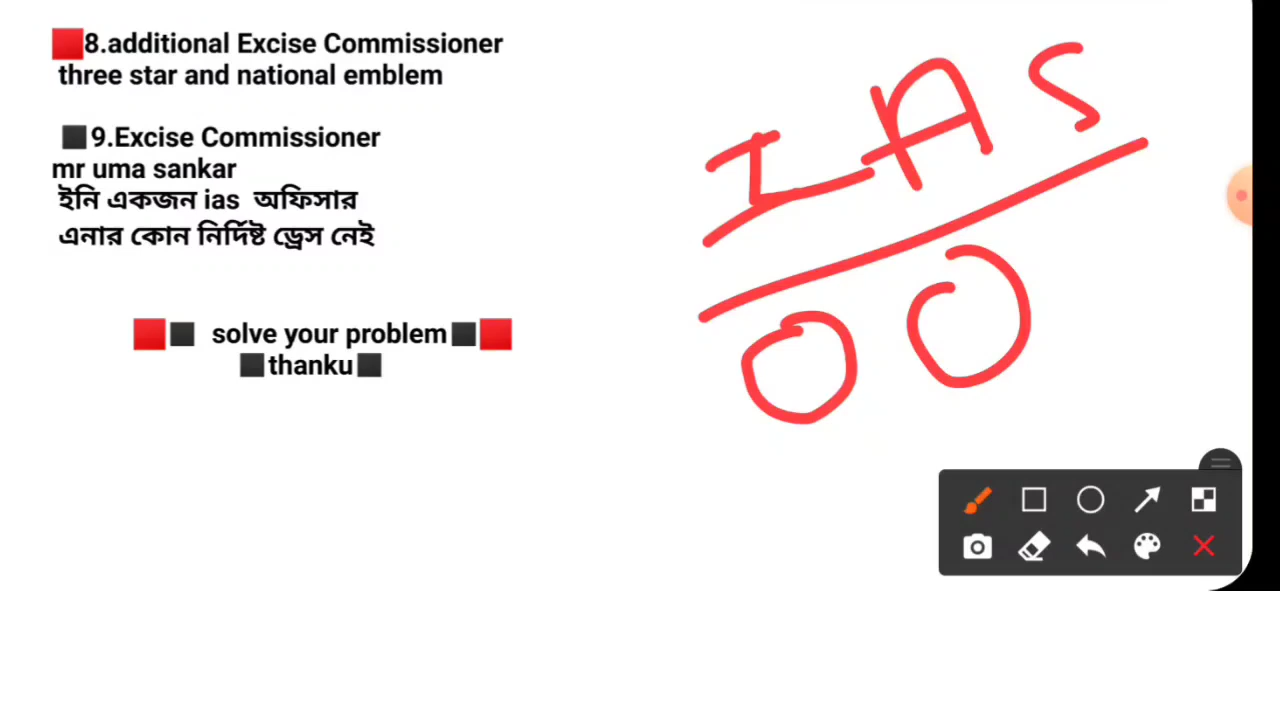 8.additional Excise Commissioner
three star and national emblem
9.Excise Commissioner
mr uma sankar
ইনি একজন ias অফিসার
এনার কোন নির্দিষ্ট ড্রেস নেই
solve your problem
thanku
IAS